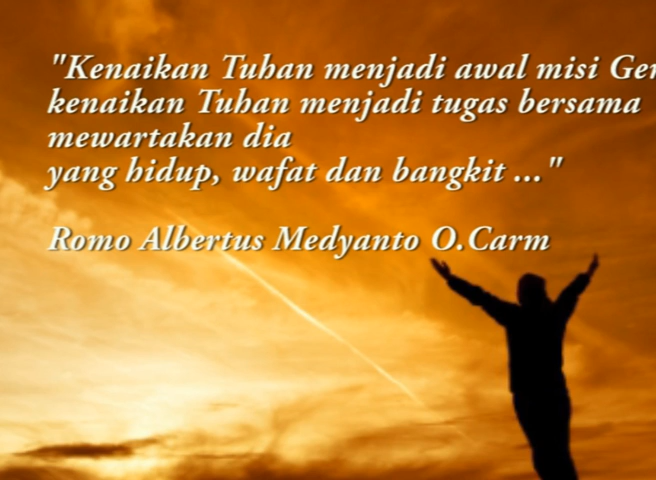 "Kenaikan Tuhan menjadi awal misi
kenaikan Tuhan menjadi tugas bersama
mewartakan dia
yang hidup, wafat dan bangkit ..."
Romo Albertus Medyanto O.Carm